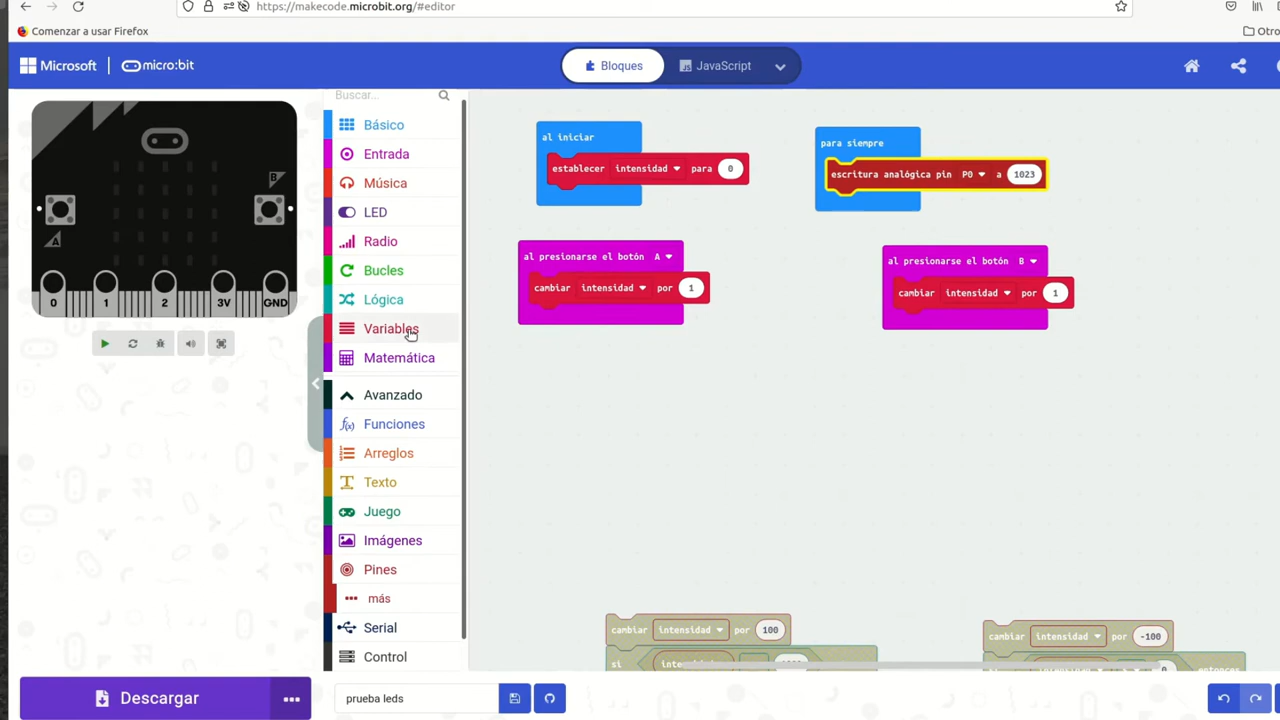 https://makecode.microbit.org/#editor
Comenzar a usar Firefox
Otro
Microsoft
micro:bit
Bloques
JS
JavaScript
Buscar...
Básico
Entrada
Música
LED
Radio
Bucles
Lógica
Variables
Matemática
Avanzado
Funciones
Arreglos
Texto
Juego
Imágenes
Pines
más
Serial
Control
A
B
0 1 2 3V GND
al iniciar
establecer intensidad para 0
para siempre
escritura analógica pin P0 a 1023
al presionarse el botón A
cambiar intensidad por 1
al presionarse el botón B
cambiar intensidad por 1
cambiar intensidad por 100
si
cambiar intensidad por -100
si
entonces
Descargar
prueba leds